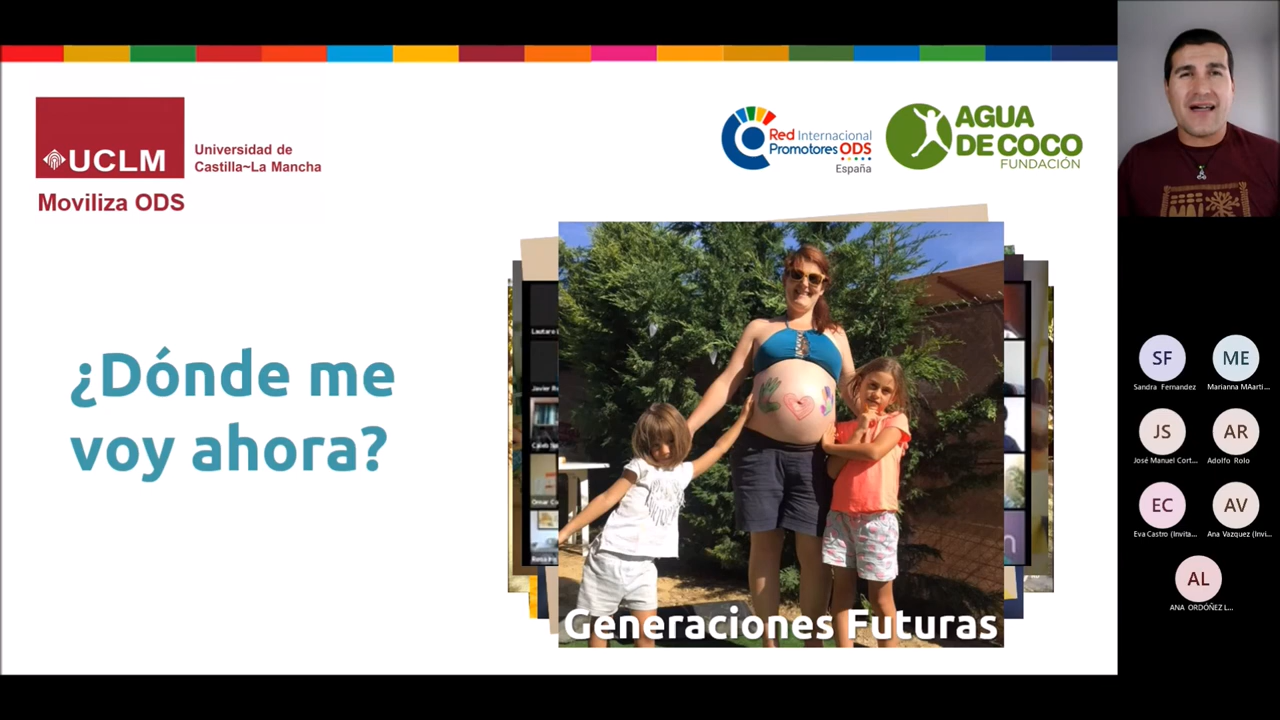 UCLM
Universidad de
Castilla~La Mancha
Moviliza ODS
Red Internacional
Promotores ODS
España
AGUA
DE COCO
FUNDACIÓN
¿Dónde me
voy ahora?
Generaciones Futuras
SF
Sandra Fernandez
ME
Marianna MAarti...
JS
José Manuel Cort...
AR
Adolfo Rolo
EC
Eva Castro (Invita...
AV
Ana Vazquez (Invi...
AL
ANA ORDÓÑEZ L...